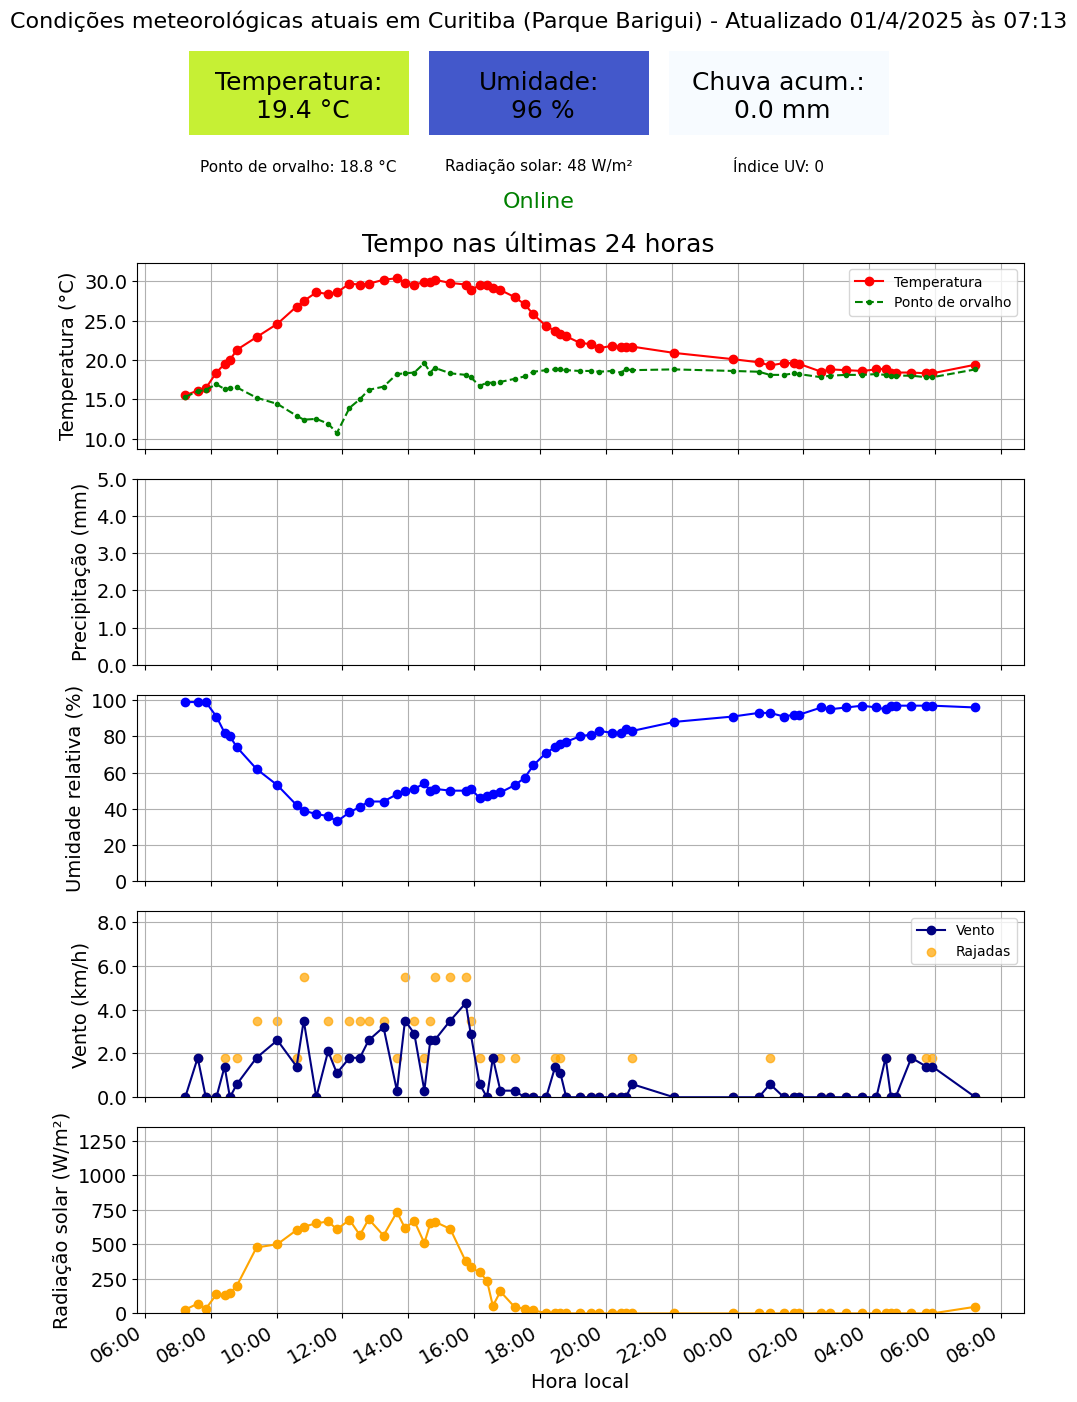 Condições meteorológicas atuais em Curitiba (Parque Barigui) - Atualizado 01/4/2025 às 07:13
Temperatura:
19.4 °C
Umidade:
96 %
Chuva acum.:
0.0 mm
Ponto de orvalho: 18.8 °C
Radiação solar: 48 W/m²
Índice UV: 0
Online
Tempo nas últimas 24 horas
Temperatura (°C)
30.0
25.0
20.0
15.0
10.0
Temperatura
Ponto de orvalho
Precipitação (mm)
5.0
4.0
3.0
2.0
1.0
0.0
Umidade relativa (%)
100
80
60
40
20
0
Vento (km/h)
8.0
6.0
4.0
2.0
0.0
Vento
Rajadas
Radiação solar (W/m²)
1250
1000
750
500
250
0
06:00
08:00
10:00
12:00
14:00
16:00
18:00
20:00
22:00
00:00
02:00
04:00
06:00
08:00
Hora local